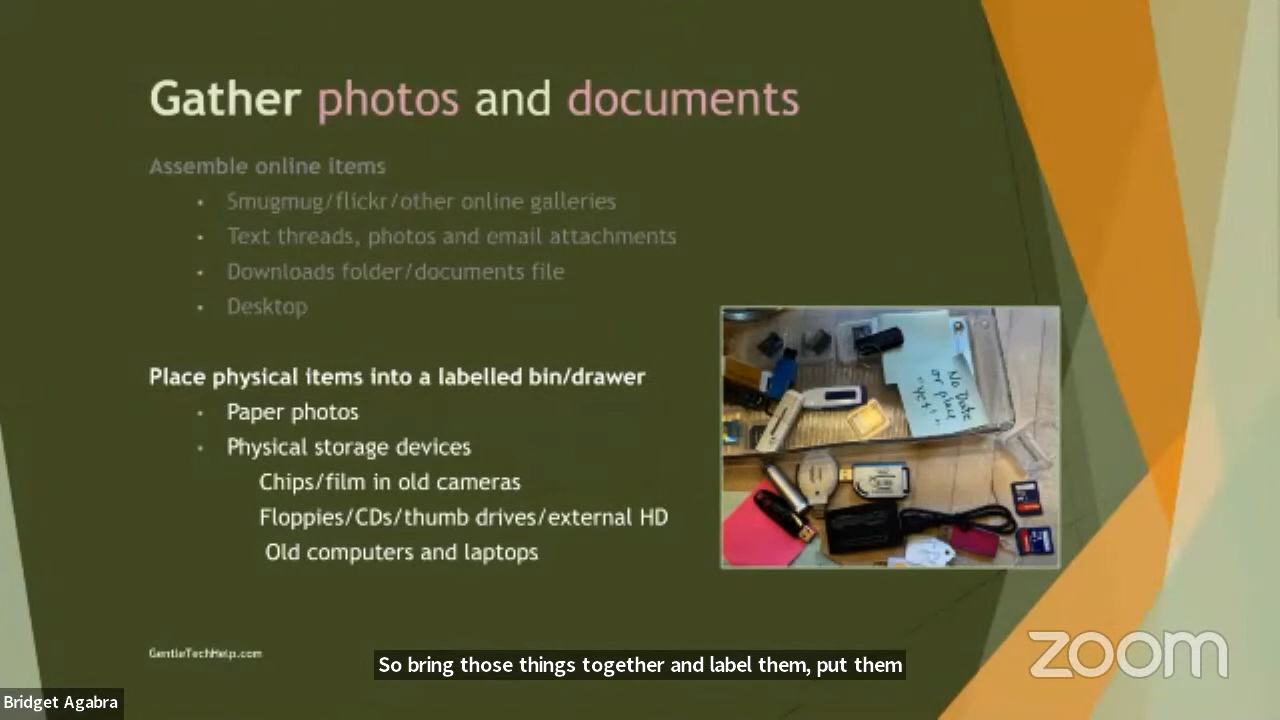 Gather photos and documents
Assemble online items
• Smugmug/flickr/other online galleries
• Text threads, photos and email attachments
• Downloads folder/documents file
• Desktop
Place physical items into a labelled bin/drawer
• Paper photos
• Physical storage devices
Chips/film in old cameras
Floppies/CDs/thumb drives/external HD
Old computers and laptops
No Date
or place
"yet"
GentleTechHelp.com
So bring those things together and label them, put them
zoom
Bridget Agabra